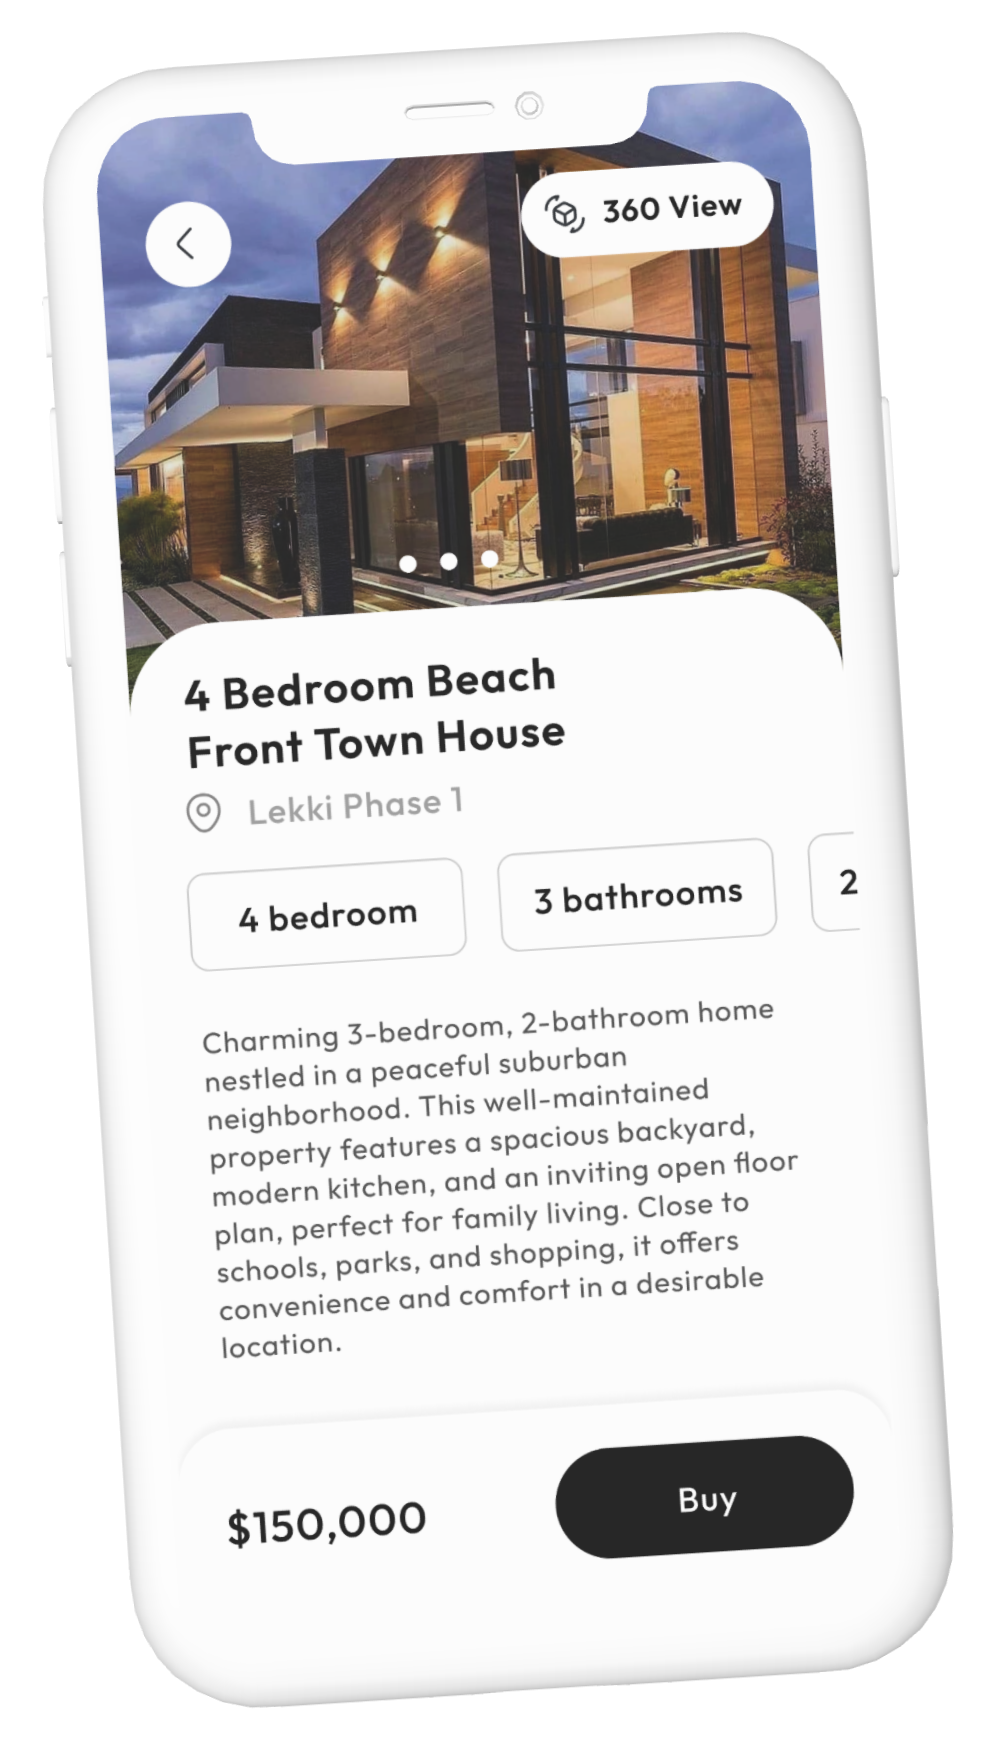 360 View
4 Bedroom Beach
Front Town House
Lekki Phase 1
4 bedroom
3 bathrooms
2
Charming 3-bedroom, 2-bathroom home
nestled in a peaceful suburban
neighborhood. This well-maintained
property features a spacious backyard,
modern kitchen, and an inviting open floor
plan, perfect for family living. Close to
schools, parks, and shopping, it offers
convenience and comfort in a desirable
location.
$150,000
Buy